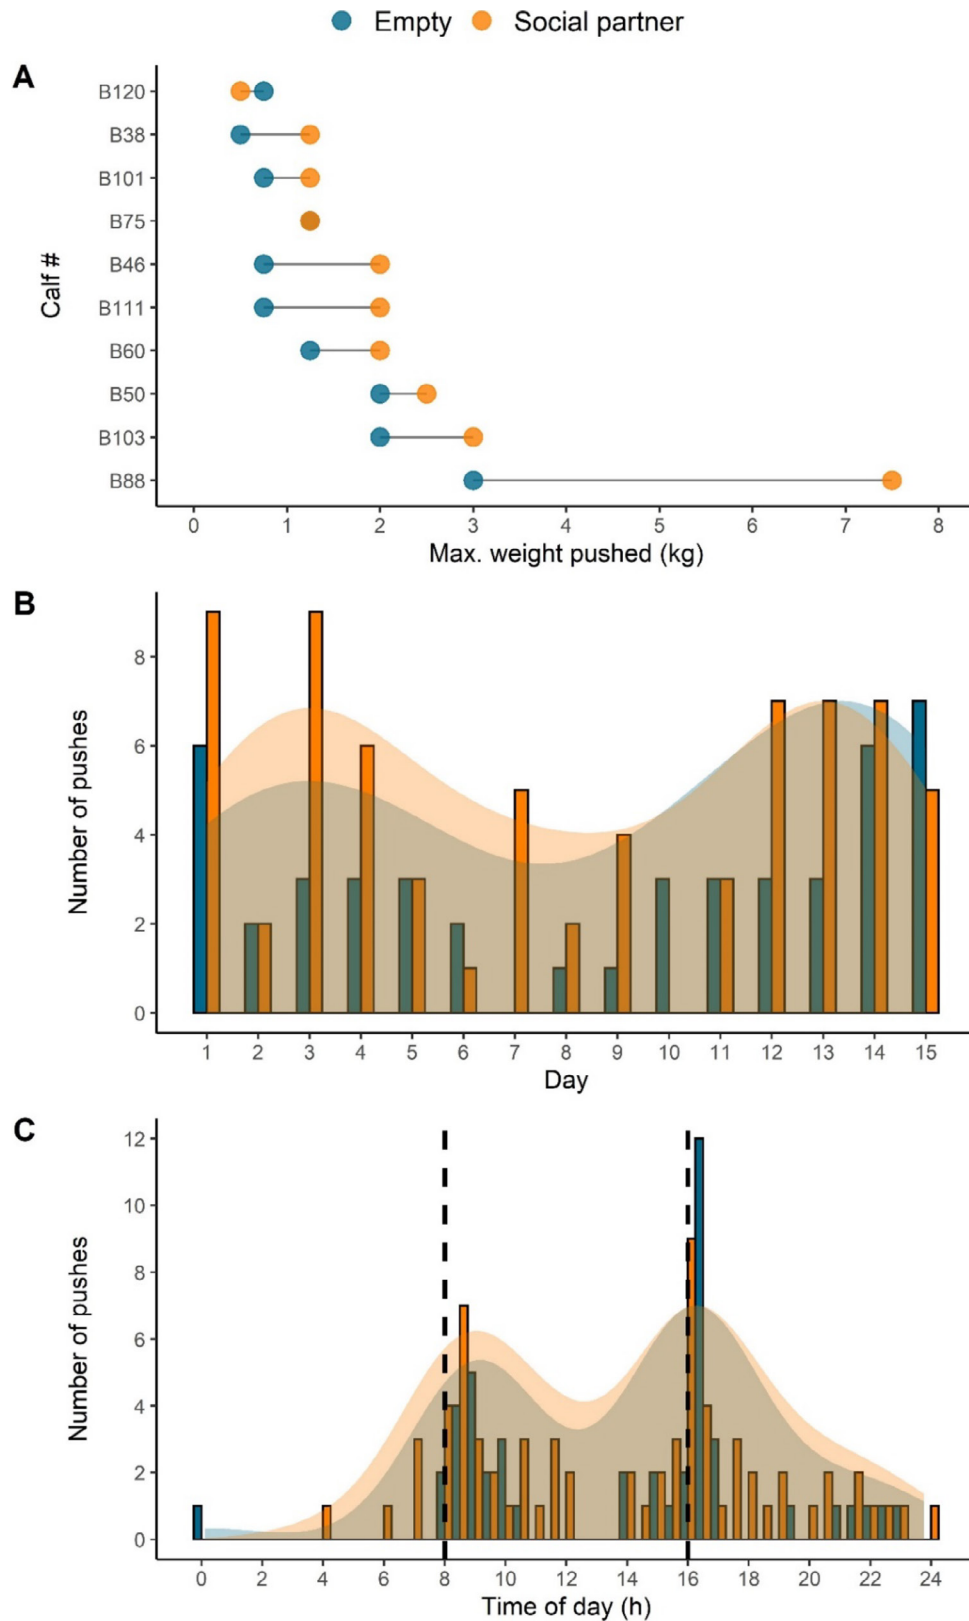 Empty Social partner
A
B120
B38
B101
B75
B46
B111
B60
B50
B103
B88
Calf #
0 1 2 3 4 5 6 7 8
Max. weight pushed (kg)
B
8
6
4
2
0
Number of pushes
1 2 3 4 5 6 7 8 9 10 11 12 13 14 15
Day
C
12
10
8
6
4
2
0
Number of pushes
0 2 4 6 8 10 12 14 16 18 20 22 24
Time of day (h)